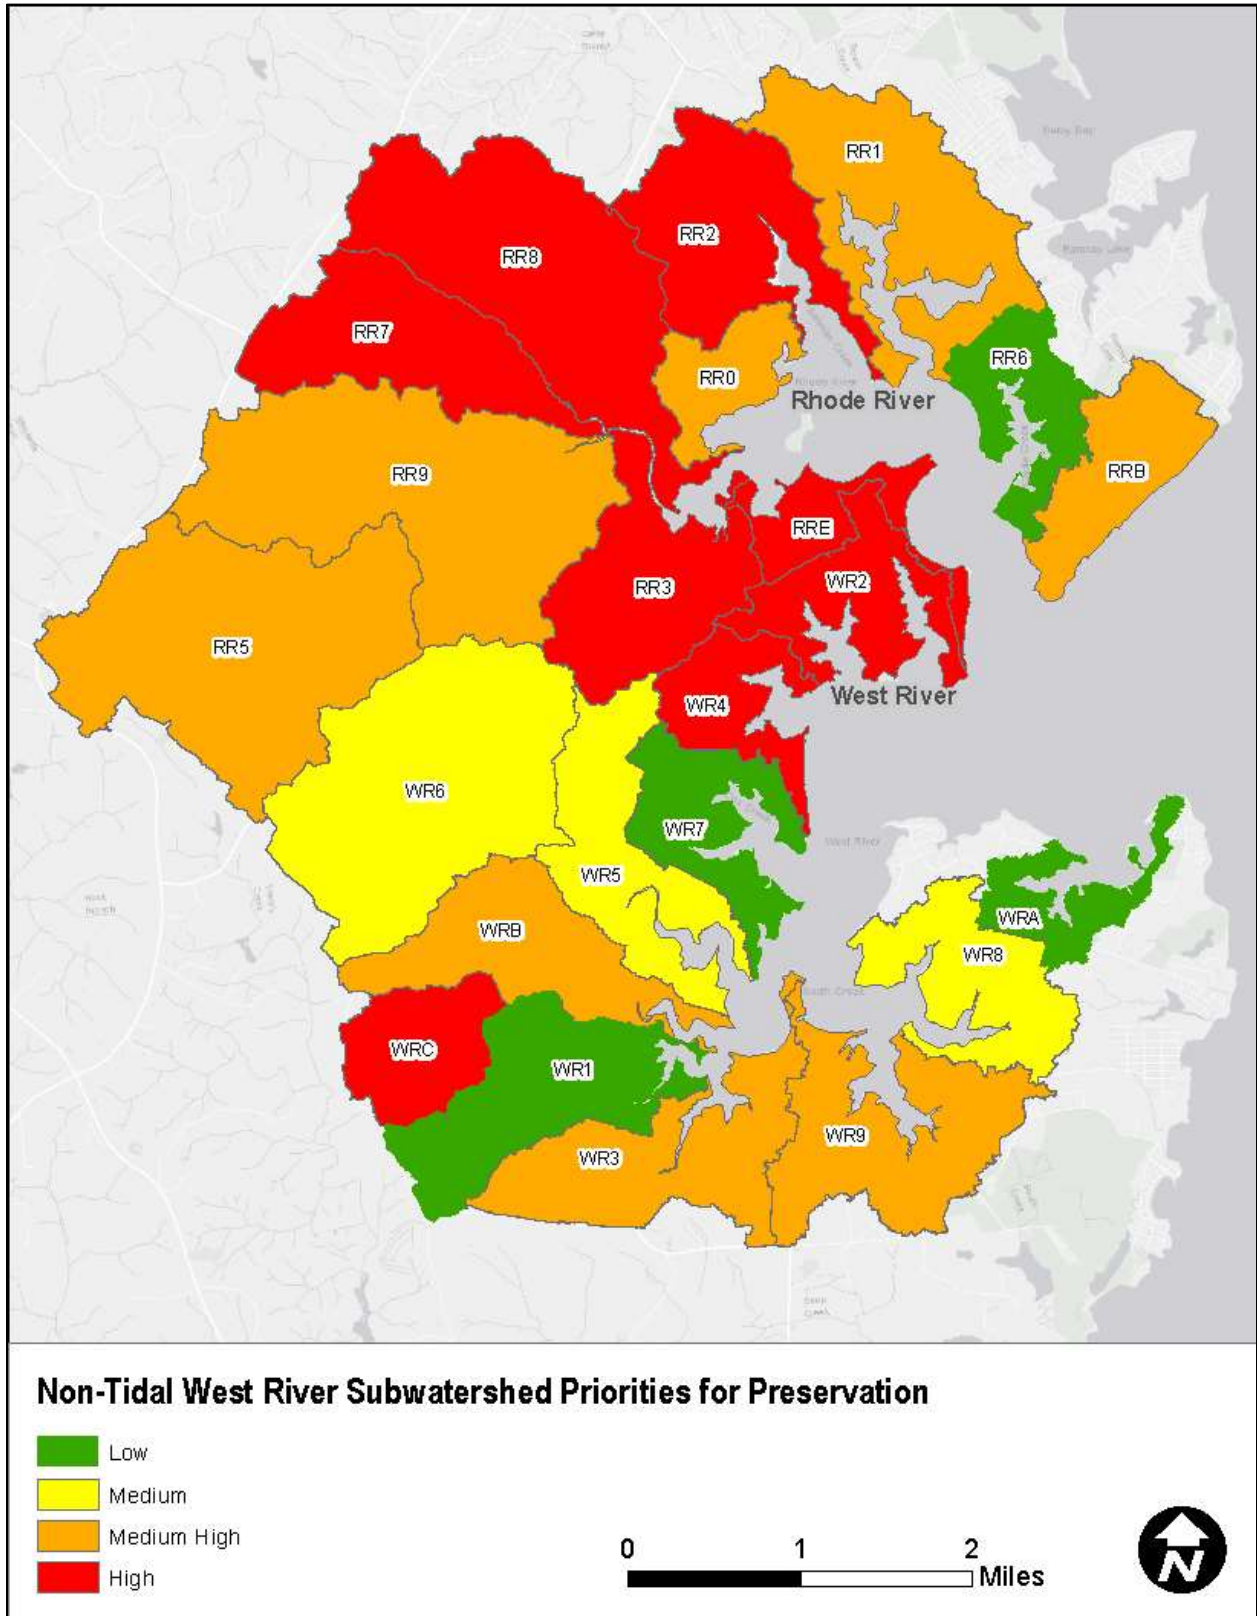 RR1
RR2
RR8
RR7
RR6
RR0
Rhode River
RRB
RR9
RRE
WR2
RR3
RR5
West River
WR4
WR6
WR7
West River
WR5
WRA
WRB
WR8
WRC
WR1
WR9
WR3
Non-Tidal West River Subwatershed Priorities for Preservation
Low
Medium
Medium High
High
0 1 2
Miles
N